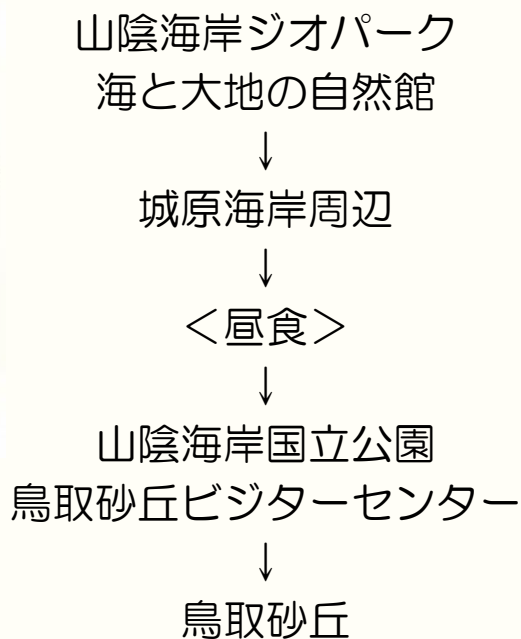 山陰海岸ジオパーク
海と大地の自然館
↓
城原海岸周辺
↓
＜昼食＞
↓
山陰海岸国立公園
鳥取砂丘ビジターセンター
↓
鳥取砂丘